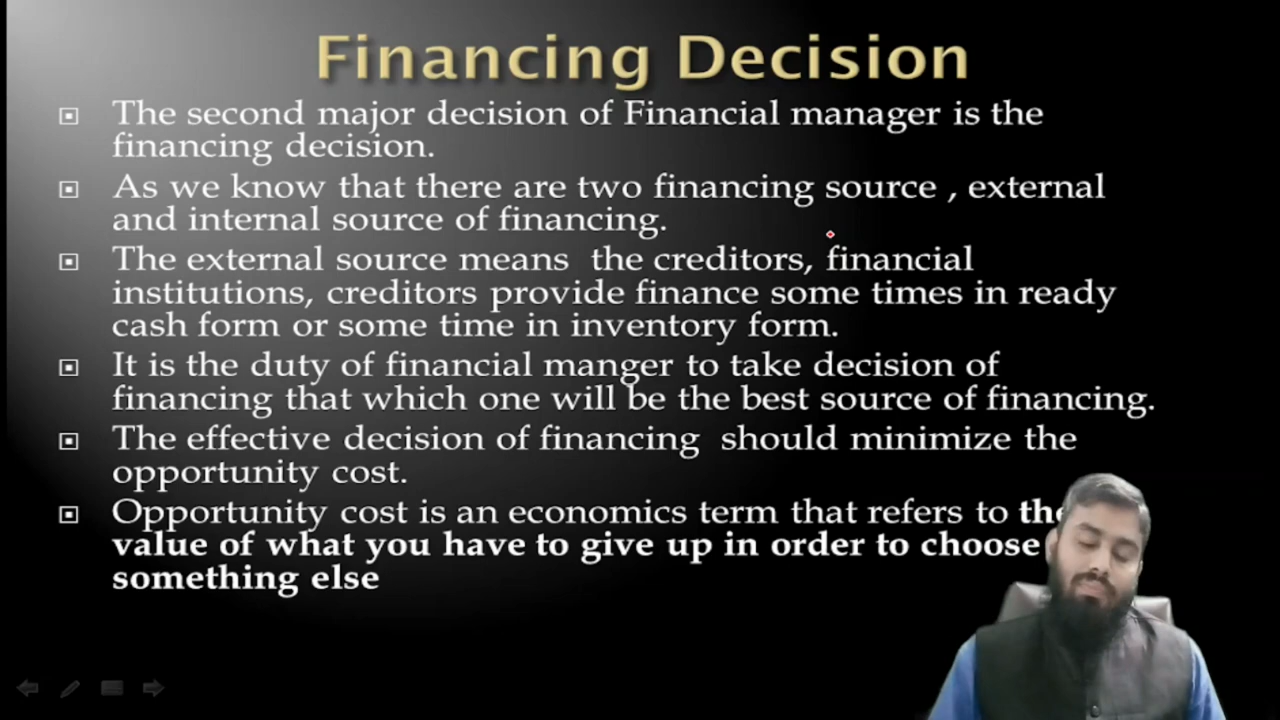 Financing Decision
The second major decision of Financial manager is the
financing decision.
As we know that there are two financing source , external
and internal source of financing.
The external source means the creditors, financial
institutions, creditors provide finance some times in ready
cash form or some time in inventory form.
It is the duty of financial manger to take decision of
financing that which one will be the best source of financing.
The effective decision of financing should minimize the
opportunity cost.
Opportunity cost is an economics term that refers to the
value of what you have to give up in order to choose
something else